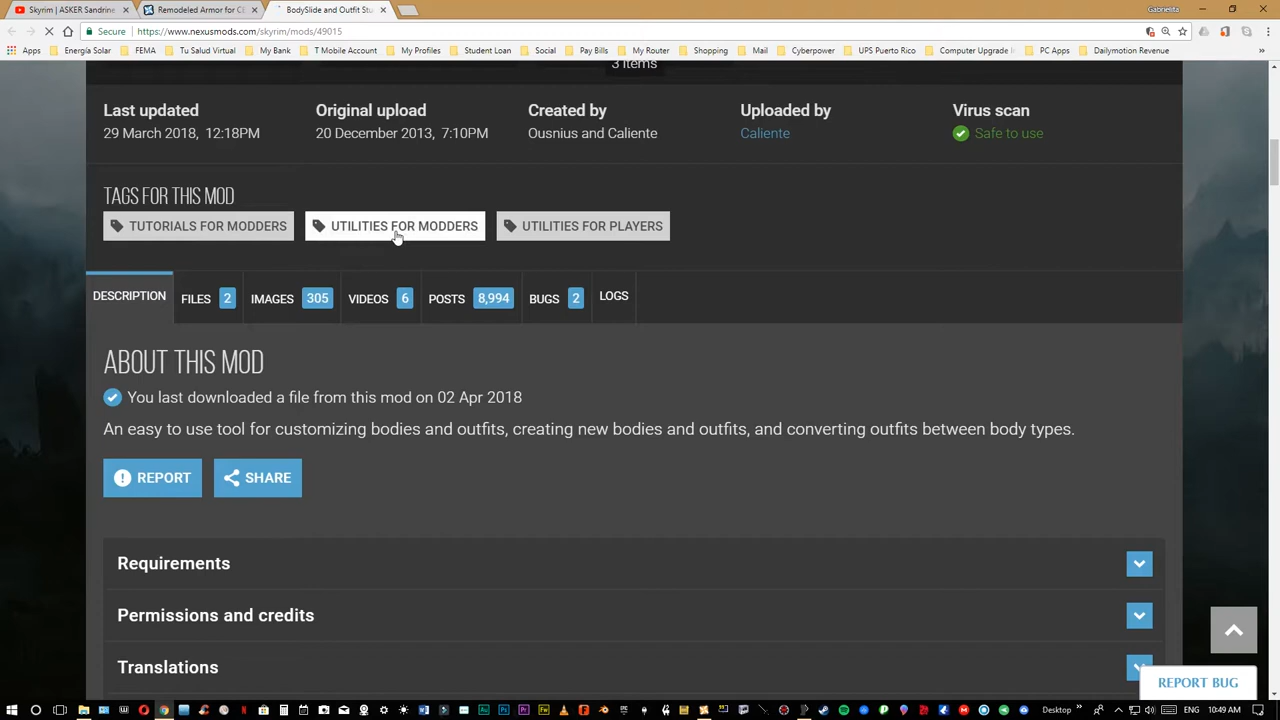 Skyrim | ASKER Sandrine
Remodeled Armor for C
BodySlide and Outfit Stu
Gabrielita
Secure
https://www.nexusmods.com/skyrim/mods/49015
Apps Energía Solar FEMA Tu Salud Virtual My Bank T Mobile Account My Profiles Student Loan Social Pay Bills My Router Shopping Mail Cyberpower UPS Puerto Rico Computer Upgrade PC Apps Dailymotion Revenue
3 items
Last updated Original upload Created by Uploaded by Virus scan
29 March 2018, 12:18PM 20 December 2013, 7:10PM Ousnius and Caliente Caliente Safe to use
TAGS FOR THIS MOD
TUTORIALS FOR MODDERS UTILITIES FOR MODDERS UTILITIES FOR PLAYERS
DESCRIPTION FILES 2 IMAGES 305 VIDEOS 6 POSTS 8,994 BUGS 2 LOGS
ABOUT THIS MOD
You last downloaded a file from this mod on 02 Apr 2018
An easy to use tool for customizing bodies and outfits, creating new bodies and outfits, and converting outfits between body types.
REPORT SHARE
Requirements
Permissions and credits
Translations
REPORT BUG
Desktop
10:49 AM